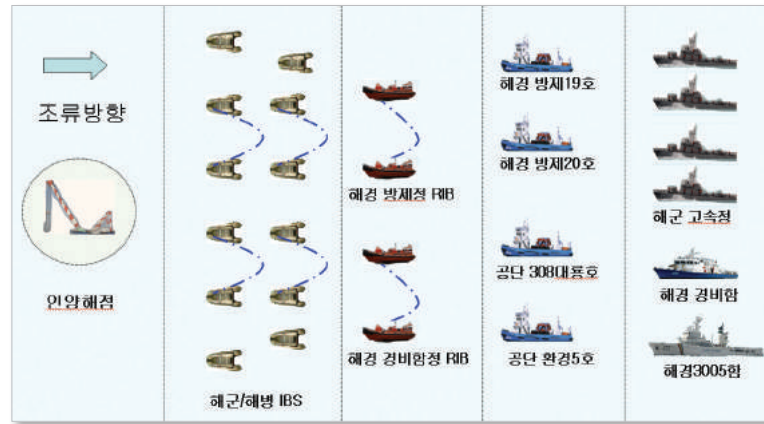 조류방향
인양해점
해군/해병 IBS
해경 방제정 RIB
해경 경비함정 RIB
해경 방제19호
해경 방제20호
공단 308대룡호
공단 환경5호
해군 고속정
해경 경비함
해경3005함